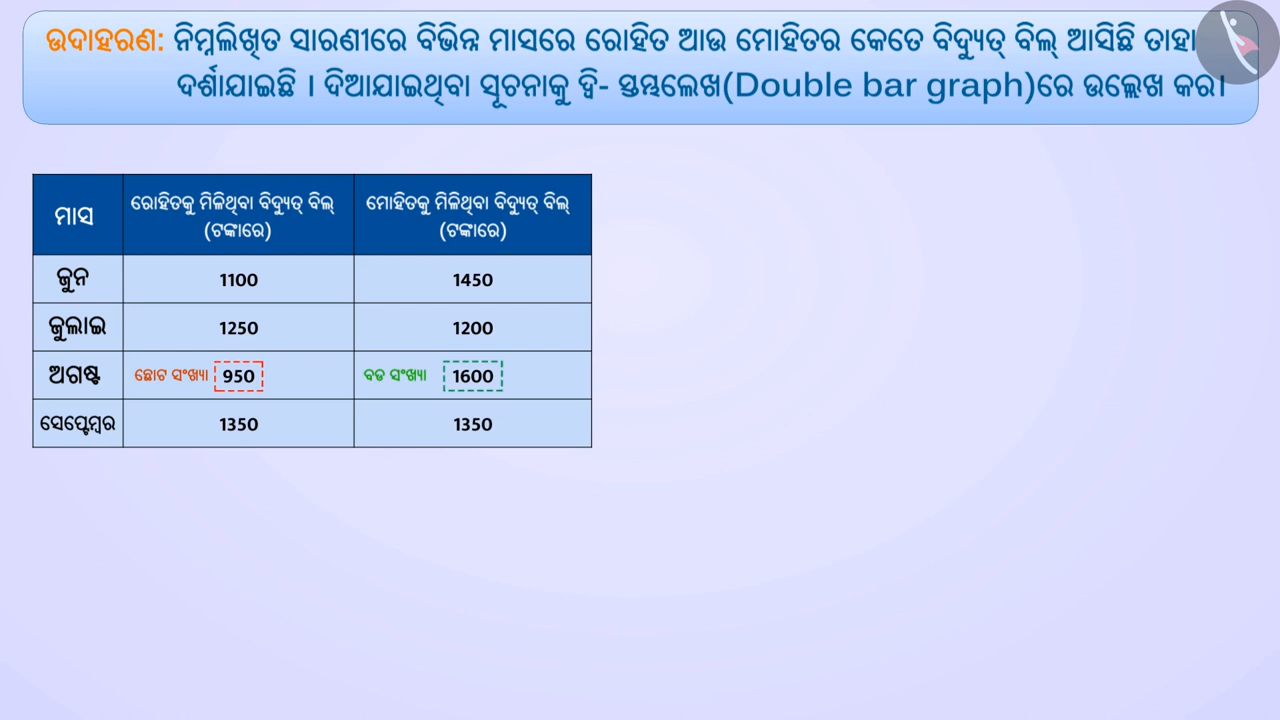 ଉଦାହରଣ: ନିମ୍ନଲିଖିତ ସାରଣୀରେ ବିଭିନ୍ନ ମାସରେ ରୋହିତ ଆଉ ମୋହିତର କେତେ ବିଦ୍ୟୁତ୍ ବିଲ୍ ଆସିଛି ତାହା
ଦର୍ଶାଯାଇଛି । ଦିଆଯାଇଥିବା ସୂଚନାକୁ ଦ୍ୱି- ସ୍ତମ୍ଭଲେଖ(Double bar graph)ରେ ଉଲ୍ଲେଖ କର।
ମାସ ରୋହିତକୁ ମିଳିଥିବା ବିଦ୍ୟୁତ୍ ବିଲ୍ (ଟଙ୍କାରେ) ମୋହିତକୁ ମିଳିଥିବା ବିଦ୍ୟୁତ୍ ବିଲ୍ (ଟଙ୍କାରେ)
ଜୁନ 1100 1450
ଜୁଲାଇ 1250 1200
ଅଗଷ୍ଟ ଛୋଟ ସଂଖ୍ୟା 950 ବଡ ସଂଖ୍ୟା 1600
ସେପ୍ଟେମ୍ବର 1350 1350